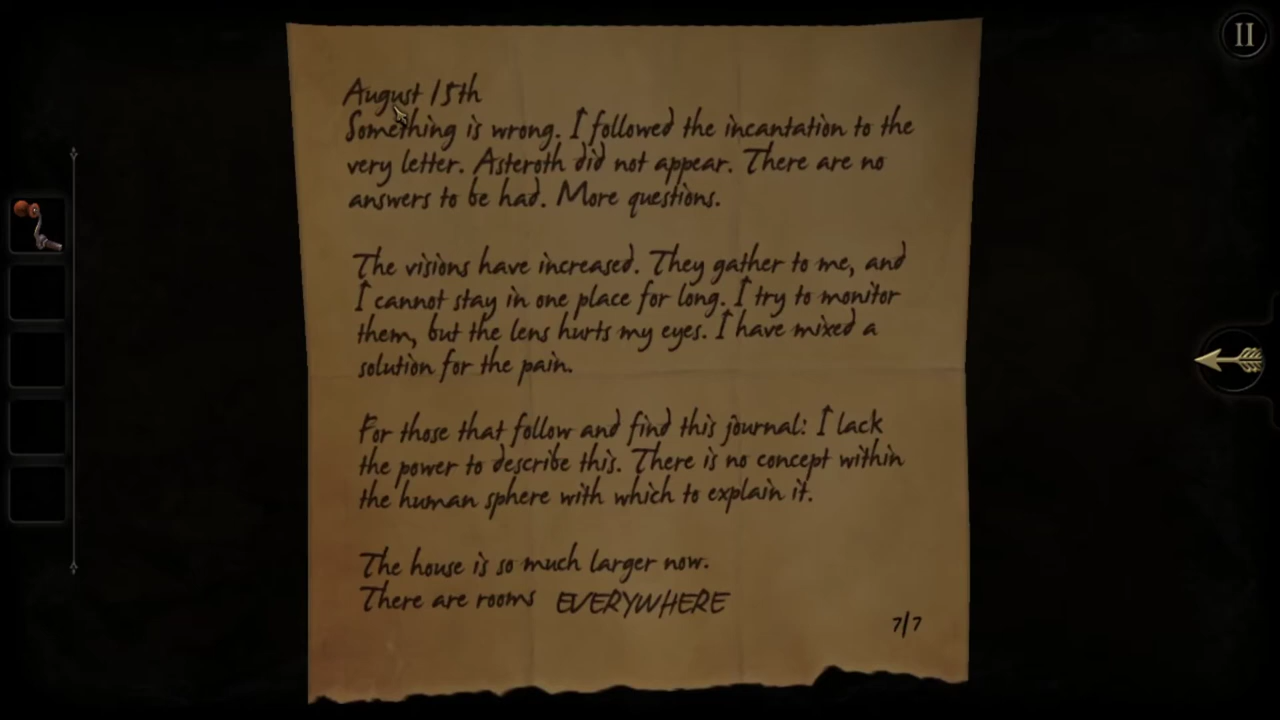 August 15th
Something is wrong. I followed the incantation to the
very letter. Asteroth did not appear. There are no
answers to be had. More questions.
The visions have increased. They gather to me, and
I cannot stay in one place for long. I try to monitor
them, but the lens hurts my eyes. I have mixed a
solution for the pain.
For those that follow and find this journal: I lack
the power to describe this. There is no concept within
the human sphere with which to explain it.
The house is so much larger now.
There are rooms EVERYWHERE
7/7